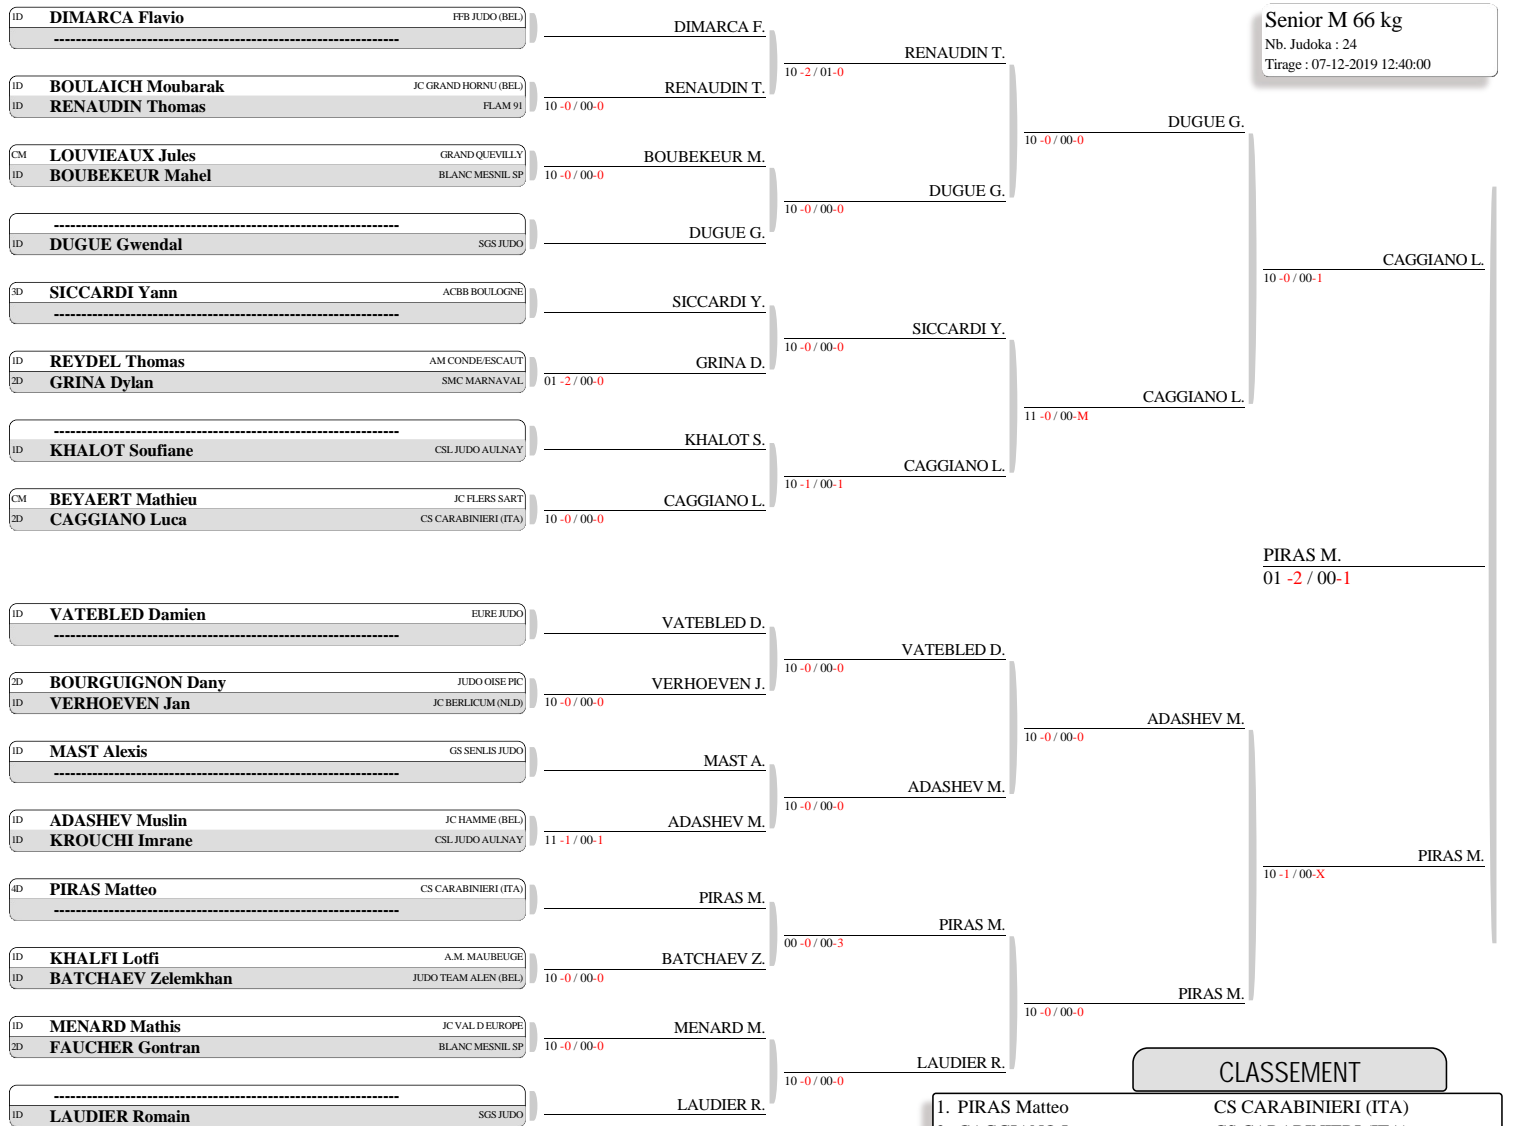 Senior M 66 kg
Nb. Judoka : 24
Tirage : 07-12-2019 12:40:00
1D DIMARCA Flavio FFB JUDO (BEL)
----------------------------------------------------------------
1D BOULAICH Moubarak JC GRAND HORNU (BEL)
1D RENAUDIN Thomas FLAM 91
CM LOUVIEAUX Jules GRAND QUEVILLY
1D BOUBEKEUR Mahel BLANC MESNIL SP
----------------------------------------------------------------
1D DUGUE Gwendal SGS JUDO
3D SICCARDI Yann ACBB BOULOGNE
----------------------------------------------------------------
1D REYDEL Thomas AM CONDE/ESCAUT
2D GRINA Dylan SMC MARNAVAL
----------------------------------------------------------------
1D KHALOT Soufiane CSL JUDO AULNAY
CM BEYAERT Mathieu JC FLERS SART
2D CAGGIANO Luca CS CARABINIERI (ITA)
1D VATEBLED Damien EURE JUDO
----------------------------------------------------------------
2D BOURGUIGNON Dany JUDO OISE PIC
1D VERHOEVEN Jan JC BERLICUM (NLD)
1D MAST Alexis GS SENLIS JUDO
----------------------------------------------------------------
1D ADASHEV Muslin JC HAMME (BEL)
1D KROUCHI Imrane CSL JUDO AULNAY
4D PIRAS Matteo CS CARABINIERI (ITA)
----------------------------------------------------------------
1D KHALFI Lotfi A.M. MAUBEUGE
1D BATCHAEV Zelemkhan JUDO TEAM ALEN (BEL)
1D MENARD Mathis JC VAL D EUROPE
2D FAUCHER Gontran BLANC MESNIL SP
----------------------------------------------------------------
1D LAUDIER Romain SGS JUDO
DIMARCA F.
RENAUDIN T.
10 -0 / 00-0
BOUBEKEUR M.
10 -0 / 00-0
DUGUE G.
SICCARDI Y.
GRINA D.
01 -2 / 00-0
KHALOT S.
CAGGIANO L.
10 -0 / 00-0
VATEBLED D.
VERHOEVEN J.
10 -0 / 00-0
MAST A.
ADASHEV M.
11 -1 / 00-1
PIRAS M.
BATCHAEV Z.
10 -0 / 00-0
MENARD M.
10 -0 / 00-0
LAUDIER R.
RENAUDIN T.
10 -2 / 01-0
DUGUE G.
10 -0 / 00-0
SICCARDI Y.
10 -0 / 00-0
CAGGIANO L.
10 -1 / 00-1
VATEBLED D.
10 -0 / 00-0
ADASHEV M.
10 -0 / 00-0
PIRAS M.
00 -0 / 00-3
LAUDIER R.
10 -0 / 00-0
DUGUE G.
10 -0 / 00-0
CAGGIANO L.
11 -0 / 00-M
ADASHEV M.
10 -0 / 00-0
PIRAS M.
10 -0 / 00-0
CAGGIANO L.
10 -0 / 00-1
PIRAS M.
10 -1 / 00-X
PIRAS M.
01 -2 / 00-1
CLASSEMENT
1. PIRAS Matteo CS CARABINIERI (ITA)